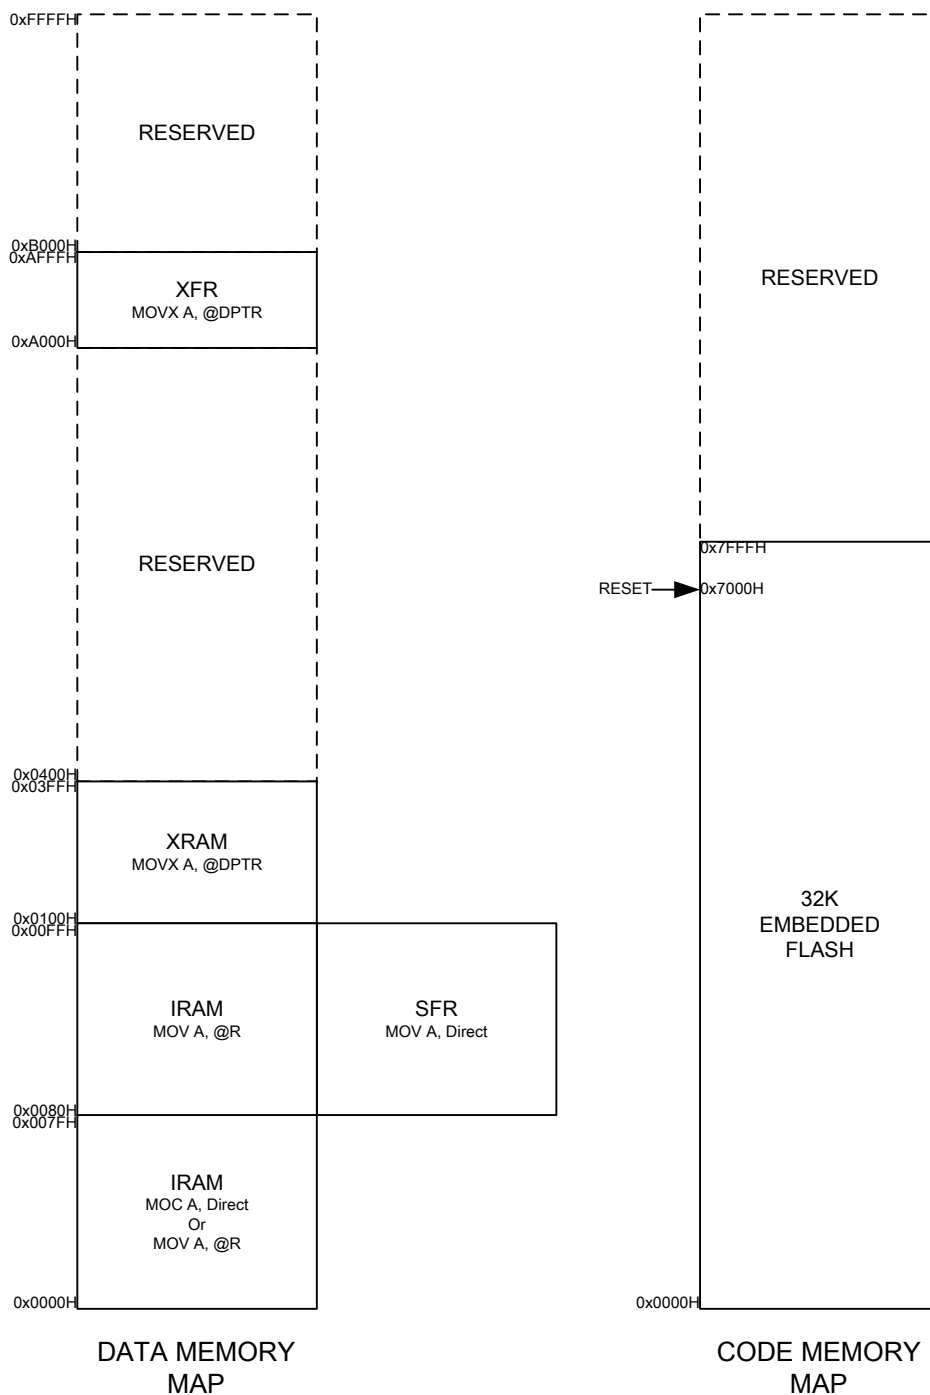 0xFFFFH
RESERVED
0xB000H
0xAFFFH
XFR
MOVX A, @DPTR
0xA000H
RESERVED
0x0400H
0x03FFH
XRAM
MOVX A, @DPTR
0x0100H
0x00FFH
IRAM
MOV A, @R
SFR
MOV A, Direct
0x0080H
0x007FH
IRAM
MOC A, Direct
Or
MOV A, @R
0x0000H
DATA MEMORY
MAP
RESERVED
0x7FFFH
RESET
0x7000H
32K
EMBEDDED
FLASH
0x0000H
CODE MEMORY
MAP